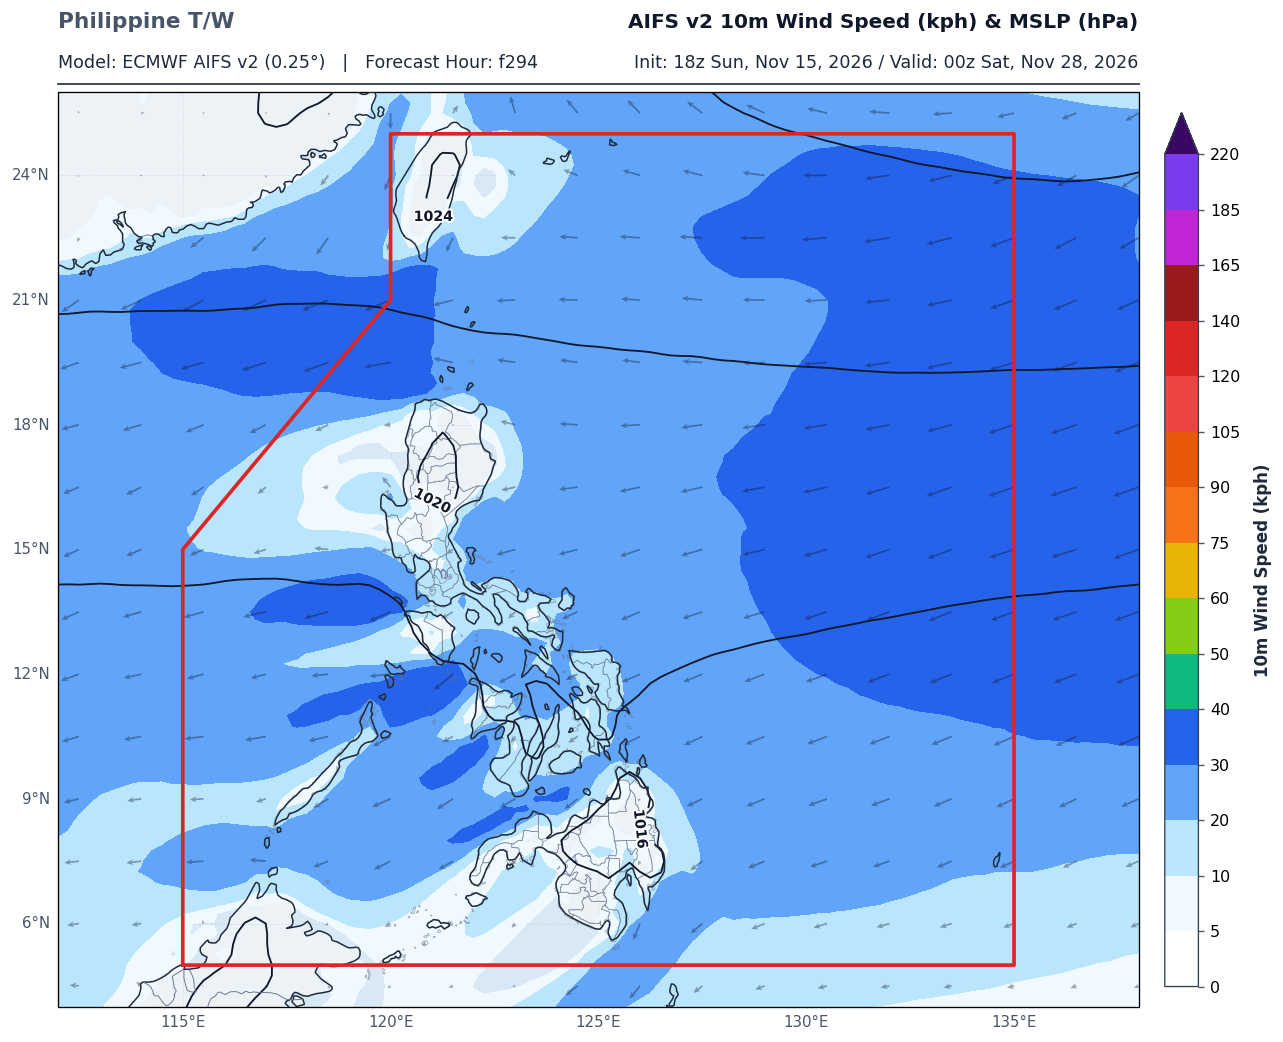 Philippine T/W
AIFS v2 10m Wind Speed (kph) & MSLP (hPa)
Model: ECMWF AIFS v2 (0.25°) | Forecast Hour: f294
Init: 18z Sun, Nov 15, 2026 / Valid: 00z Sat, Nov 28, 2026
24°N
21°N
18°N
15°N
12°N
9°N
6°N
1024
1020
1016
115°E
120°E
125°E
130°E
135°E
220
185
165
140
120
105
90
75
60
50
40
30
20
10
5
0
10m Wind Speed (kph)